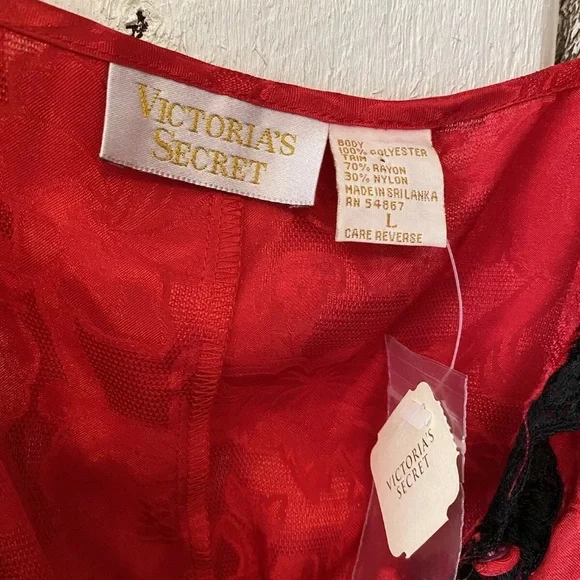 VICTORIA'S
SECRET
BODY
100% POLYESTER
TRIM
70% RAYON
30% NYLON
MADE IN SRI LANKA
RN 54867
L
CARE REVERSE
VICTORIA'S
SECRET